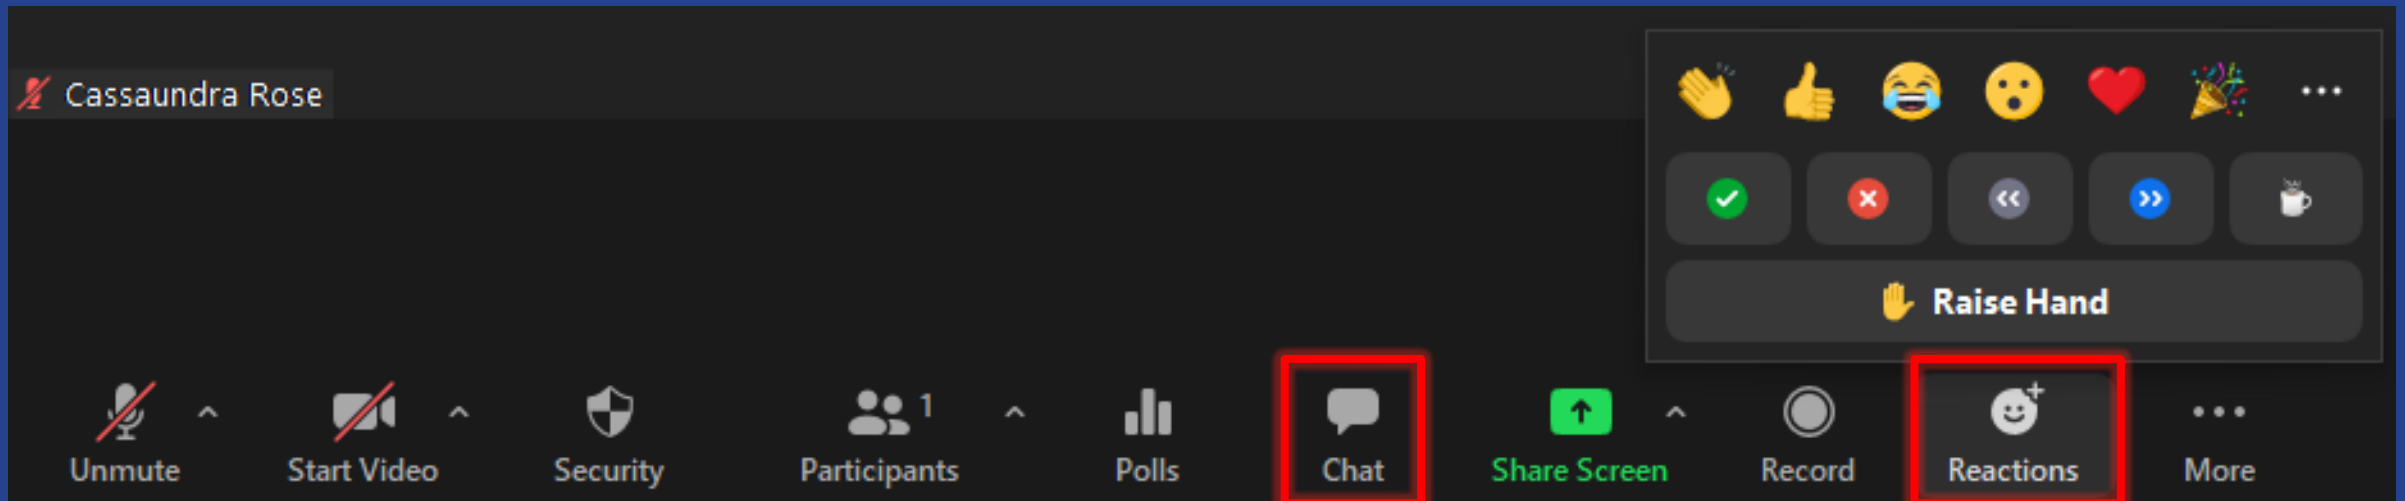 Cassaundra Rose
Raise Hand
1
Unmute Start Video Security Participants Polls Chat Share Screen Record Reactions More